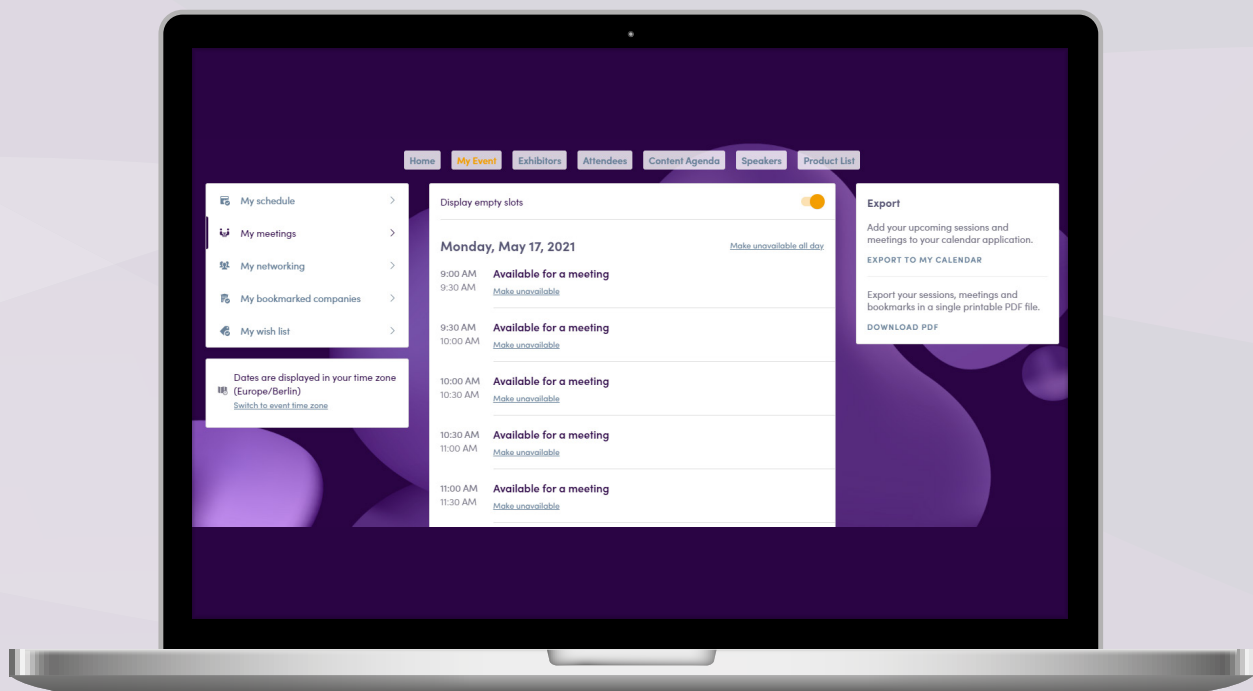 Home My Event Exhibitors Attendees Content Agenda Speakers Product List
My schedule
My meetings
My networking
My bookmarked companies
My wish list
Dates are displayed in your time zone
(Europe/Berlin)
Switch to event time zone
Display empty slots
Monday, May 17, 2021 Make unavailable all day
9:00 AM Available for a meeting
9:30 AM Make unavailable
9:30 AM Available for a meeting
10:00 AM Make unavailable
10:00 AM Available for a meeting
10:30 AM Make unavailable
10:30 AM Available for a meeting
11:00 AM Make unavailable
11:00 AM Available for a meeting
11:30 AM Make unavailable
Export
Add your upcoming sessions and
meetings to your calendar application.
EXPORT TO MY CALENDAR
Export your sessions, meetings and
bookmarks in a single printable PDF file.
DOWNLOAD PDF